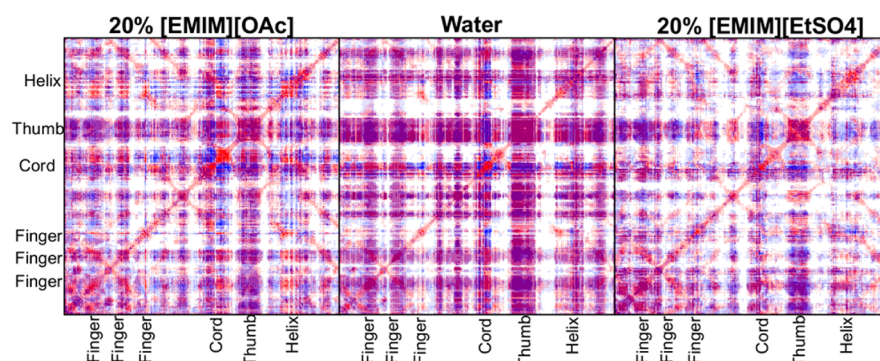 20% [EMIM][OAc] Water 20% [EMIM][EtSO4]
Helix
Thumb
Cord
Finger
Finger
Finger
Finger Finger Finger Cord Thumb Helix Finger Finger Finger Cord Thumb Helix Finger Finger Finger Cord Thumb Helix